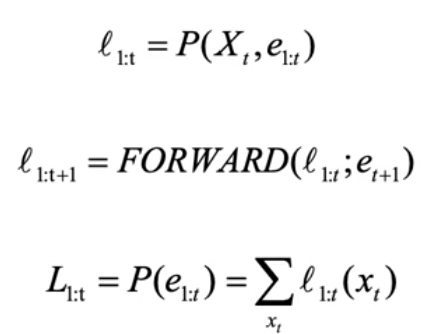 ℓ₁:t = P(Xₜ, e₁:t)
ℓ₁:t+1 = FORWARD(ℓ₁:t; eₜ₊₁)
L₁:t = P(e₁:t) = ∑xₜ ℓ₁:t(xₜ)